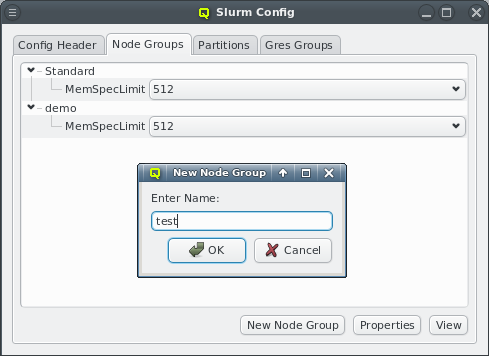 Slurm Config
Config Header Node Groups Partitions Gres Groups
Standard
MemSpecLimit 512
demo
MemSpecLimit 512
New Node Group
Enter Name:
test
OK Cancel
New Node Group Properties View